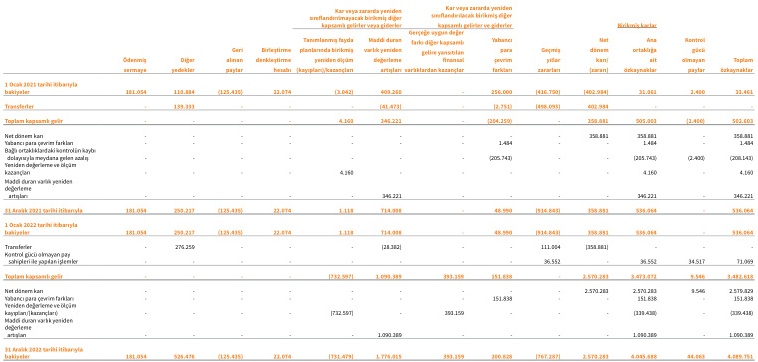 Kar veya zararda yeniden sınıflandırılmayacak birikmiş diğer kapsamlı gelirler veya giderler
Kar veya zararda yeniden sınıflandırılacak birikmiş diğer kapsamlı gelirler ve giderler
Birikmiş karlar
Ödenmiş sermaye
Diğer yedekler
Geri alınan paylar
Birleştirme denkleştirme hesabı
Tanımlanmış fayda planlarında birikmiş yeniden ölçüm (kayıpları)/kazançları
Maddi duran varlık yeniden değerleme artışları
Gerçeğe uygun değer farkı diğer kapsamlı gelire yansıtılan finansal varlıklardan kazançlar
Yabancı para çevrim farkları
Geçmiş yıllar zararları
Net dönem karı/ (zararı)
Ana ortaklığa ait özkaynaklar
Kontrol gücü olmayan paylar
Toplam özkaynaklar
1 Ocak 2021 tarihi itibarıyla
bakiyeler 181.054 110.884 (125.435) 22.074 (3.042) 409.260 - 256.000 (416.750) (402.984) 31.061 2.400 33.461
Transferler - 139.333 - - - (41.473) - (2.751) (498.093) 402.984 - - -
Toplam kapsamlı gelir - - - - 4.160 346.221 - (204.259) - 358.881 505.003 (2.400) 502.603
Net dönem karı - - - - - - - - - 358.881 358.881 - 358.881
Yabancı para çevrim farkları - - - - - - - 1.484 - - 1.484 - 1.484
Bağlı ortaklıklardaki kontrolün kaybı
dolayısıyla meydana gelen azalış - - - - - - - (205.743) - - (205.743) (2.400) (208.143)
Yeniden değerleme ve ölçüm
kazançları - - - - 4.160 - - - - - 4.160 - 4.160
Maddi duran varlık yeniden
değerleme
artışları - - - - - 346.221 - - - - 346.221 - 346.221
31 Aralık 2021 tarihi itibarıyla 181.054 250.217 (125.435) 22.074 1.118 714.008 - 48.990 (914.843) 358.881 536.064 - 536.064
1 Ocak 2022 tarihi itibarıyla
bakiyeler 181.054 250.217 (125.435) 22.074 1.118 714.008 - 48.990 (914.843) 358.881 536.064 - 536.064
Transferler - 276.259 - - - (28.382) - - 111.004 (358.881) - - -
Kontrol gücü olmayan pay
sahipleri ile yapılan işlemler - - - - - - - - 36.552 - 36.552 34.517 71.069
Toplam kapsamlı gelir - - - - (732.597) 1.090.389 393.159 151.838 - 2.570.283 3.473.072 9.546 3.482.618
Net dönem karı - - - - - - - - - 2.570.283 2.570.283 9.546 2.579.829
Yabancı para çevrim farkları - - - - - - - 151.838 - - 151.838 - 151.838
Yeniden değerleme ve ölçüm
kayıpları/(kazançları) - - - - (732.597) - 393.159 - - - (339.438) - (339.438)
Maddi duran varlık yeniden
değerleme
artışları - - - - - 1.090.389 - - - - 1.090.389 - 1.090.389
31 Aralık 2022 tarihi itibarıyla
bakiyeler 181.054 526.476 (125.435) 22.074 (731.479) 1.776.015 393.159 200.828 (767.287) 2.570.283 4.045.688 44.063 4.089.751